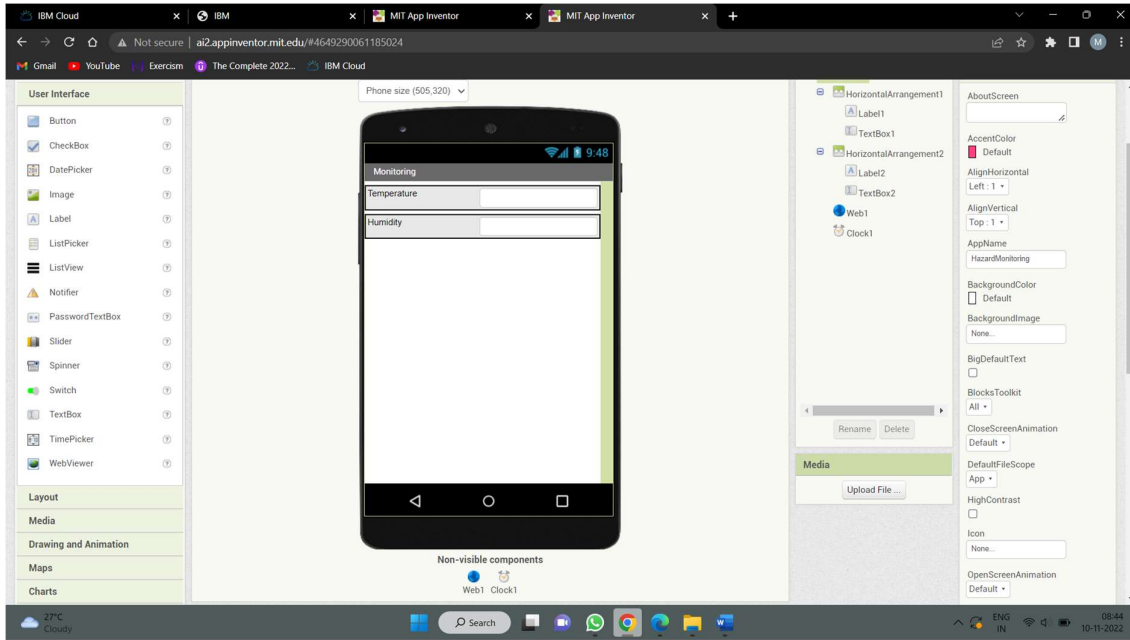 IBM Cloud
IBM
MIT App Inventor
MIT App Inventor
Not secure | ai2.appinventor.mit.edu/#4649290061185024
M
Gmail YouTube Exercism The Complete 2022... IBM Cloud
User Interface
Button
CheckBox
DatePicker
Image
Label
ListPicker
ListView
Notifier
PasswordTextBox
Slider
Spinner
Switch
TextBox
TimePicker
WebViewer
Layout
Media
Drawing and Animation
Maps
Charts
Phone size (505,320)
9:48
Monitoring
Temperature
Humidity
Non-visible components
Web1 Clock1
HorizontalArrangement1
Label1
TextBox1
HorizontalArrangement2
Label2
TextBox2
Web1
Clock1
Rename Delete
Media
Upload File ...
AboutScreen
AccentColor
Default
AlignHorizontal
Left : 1
AlignVertical
Top : 1
AppName
HazardMonitoring
BackgroundColor
Default
BackgroundImage
None...
BigDefaultText
BlocksToolkit
All
CloseScreenAnimation
Default
DefaultFileScope
App
HighContrast
Icon
None...
OpenScreenAnimation
Default
27°C
Cloudy
Search
ENG
IN
08:44
10-11-2022